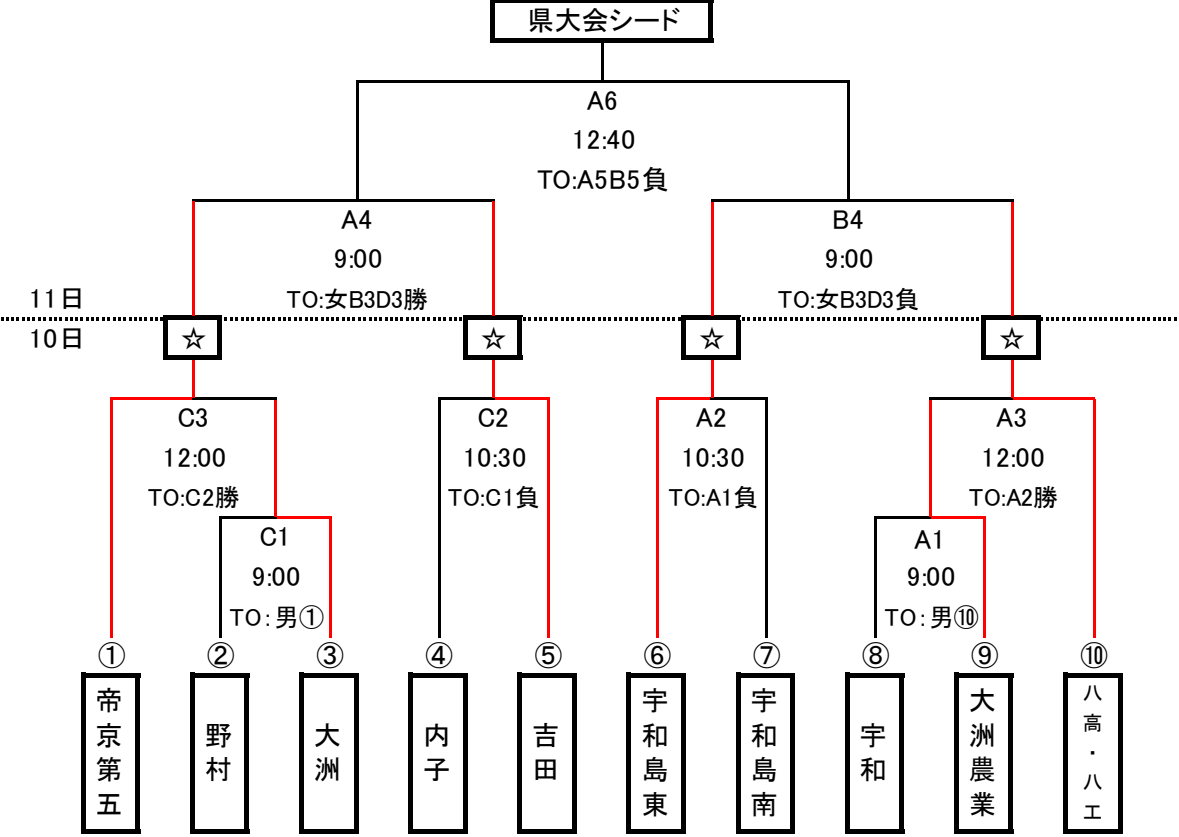 県大会シード
A6
12:40
TO:A5B5負
A4
9:00
TO:女B3D3勝
B4
9:00
TO:女B3D3負
11日
10日
☆
☆
☆
☆
C3
12:00
TO:C2勝
C2
10:30
TO:C1負
A2
10:30
TO:A1負
A3
12:00
TO:A2勝
C1
9:00
TO:男①
A1
9:00
TO:男⑩
①
②
③
④
⑤
⑥
⑦
⑧
⑨
⑩
帝京第五
野村
大洲
内子
吉田
宇和島東
宇和島南
宇和
大洲農業
八高・八工